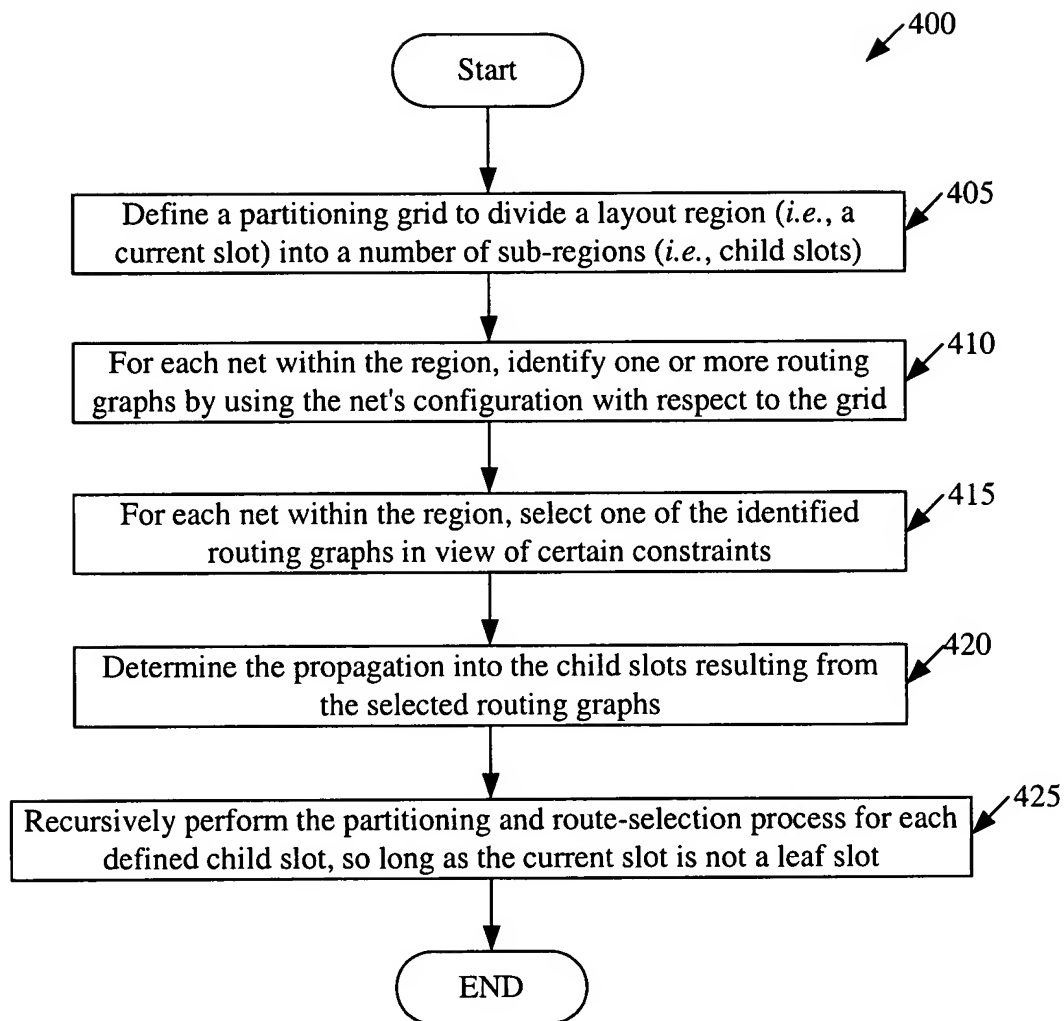 400
Start
Define a partitioning grid to divide a layout region (i.e., a
current slot) into a number of sub-regions (i.e., child slots)
405
For each net within the region, identify one or more routing
graphs by using the net's configuration with respect to the grid
410
For each net within the region, select one of the identified
routing graphs in view of certain constraints
415
Determine the propagation into the child slots resulting from
the selected routing graphs
420
Recursively perform the partitioning and route-selection process for each
defined child slot, so long as the current slot is not a leaf slot
425
END